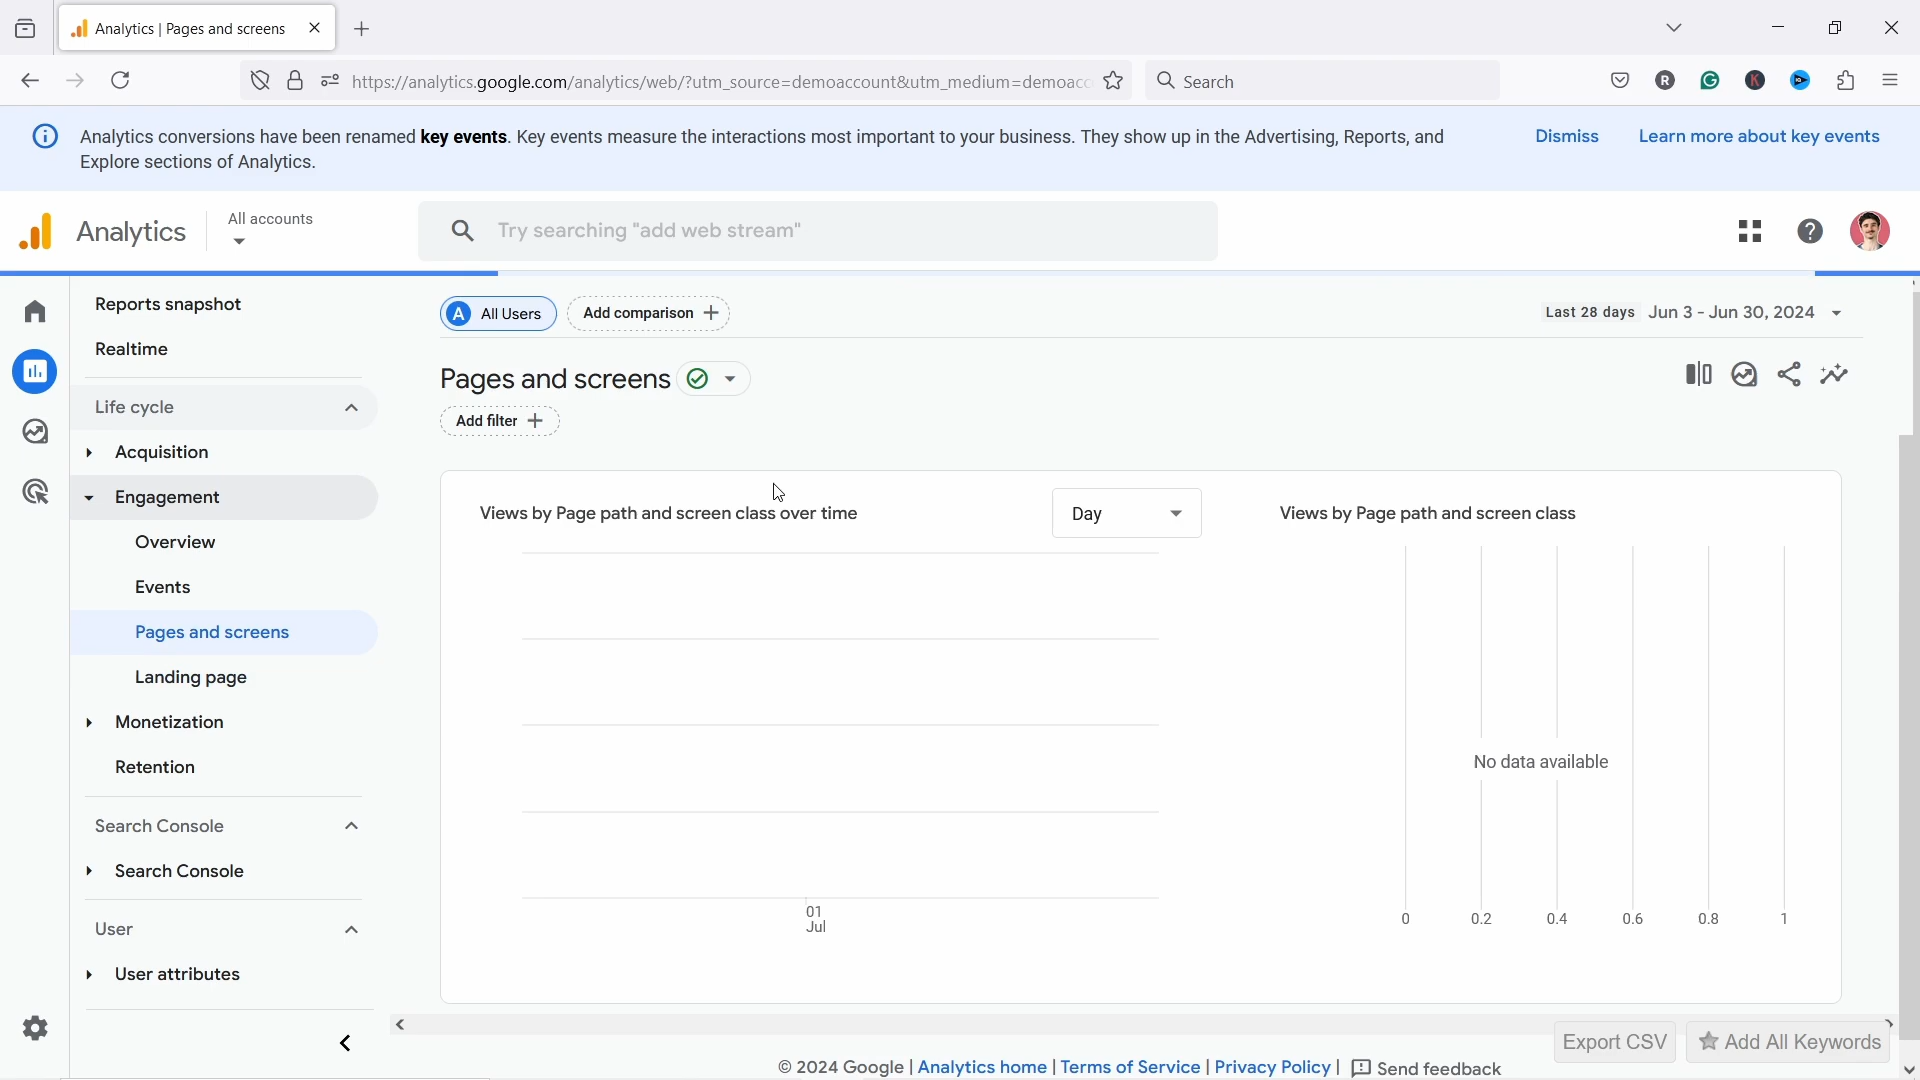 Analytics | Pages and screens
https://analytics.google.com/analytics/web/?utm_source=demoaccount&utm_medium=demoacc
Search
R
G
K
Analytics conversions have been renamed key events. Key events measure the interactions most important to your business. They show up in the Advertising, Reports, and
Explore sections of Analytics.
Dismiss
Learn more about key events
Analytics
All accounts
Try searching "add web stream"
Reports snapshot
Realtime
Life cycle
Acquisition
Engagement
Overview
Events
Pages and screens
Landing page
Monetization
Retention
Search Console
Search Console
User
User attributes
A All Users
Add comparison +
Last 28 days Jun 3 - Jun 30, 2024
Pages and screens
Add filter +
Views by Page path and screen class over time
Day
01
Jul
Views by Page path and screen class
No data available
0 0.2 0.4 0.6 0.8 1
Export CSV
Add All Keywords
© 2024 Google | Analytics home | Terms of Service | Privacy Policy | Send feedback